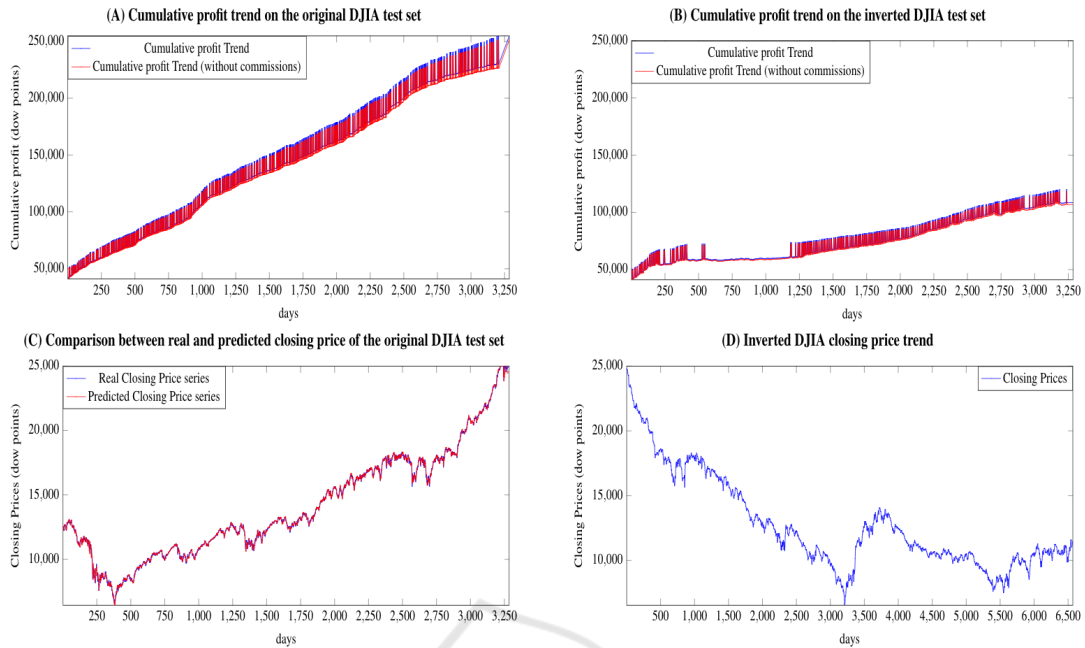 (A) Cumulative profit trend on the original DJIA test set
Cumulative profit (dow points)
250,000
200,000
150,000
100,000
50,000
Cumulative profit Trend
Cumulative profit Trend (without commissions)
250 500 750 1,000 1,250 1,500 1,750 2,000 2,250 2,500 2,750 3,000 3,250
days
(B) Cumulative profit trend on the inverted DJIA test set
Cumulative profit (dow points)
250,000
200,000
150,000
100,000
50,000
Cumulative profit Trend
Cumulative profit Trend (without commissions)
250 500 750 1,000 1,250 1,500 1,750 2,000 2,250 2,500 2,750 3,000 3,250
days
(C) Comparison between real and predicted closing price of the original DJIA test set
Closing Prices (dow points)
25,000
20,000
15,000
10,000
Real Closing Price series
Predicted Closing Price series
250 500 750 1,000 1,250 1,500 1,750 2,000 2,250 2,500 2,750 3,000 3,250
days
(D) Inverted DJIA closing price trend
Closing Prices (dow points)
25,000
20,000
15,000
10,000
Closing Prices
500 1,000 1,500 2,000 2,500 3,000 3,500 4,000 4,500 5,000 5,500 6,000 6,500
days